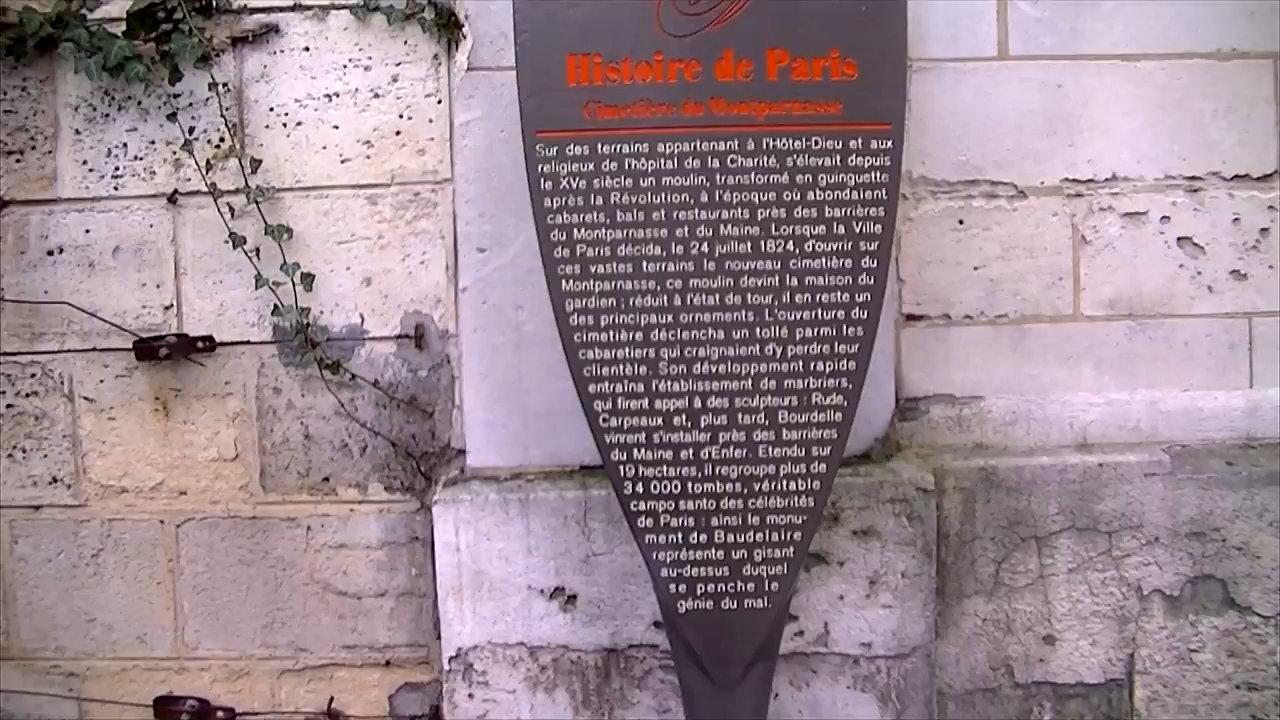 Histoire de Paris
Cimetière du Montparnasse
Sur des terrains appartenant à l'Hôtel-Dieu et aux
religieux de l'hôpital de la Charité, s'élevait depuis
le XVe siècle un moulin, transformé en guinguette
après la Révolution, à l'époque où abondaient
cabarets, bals et restaurants près des barrières
du Montparnasse et du Maine. Lorsque la Ville
de Paris décida, le 24 juillet 1824, d'ouvrir sur
ces vastes terrains le nouveau cimetière du
Montparnasse, ce moulin devint la maison du
gardien ; réduit à l'état de tour, il en reste un
des principaux ornements. L'ouverture du
cimetière déclencha un tollé parmi les
cabaretiers qui craignaient d'y perdre leur
clientèle. Son développement rapide
entraîna l'établissement de marbriers,
qui firent appel à des sculpteurs : Rude,
Carpeaux et, plus tard, Bourdelle
vinrent s'installer près des barrières
du Maine et d'Enfer. Etendu sur
19 hectares, il regroupe plus de
34 000 tombes, véritable
campo santo des célébrités
de Paris : ainsi le monu-
ment de Baudelaire
représente un gisant
au-dessus duquel
se penche le
génie du mal.